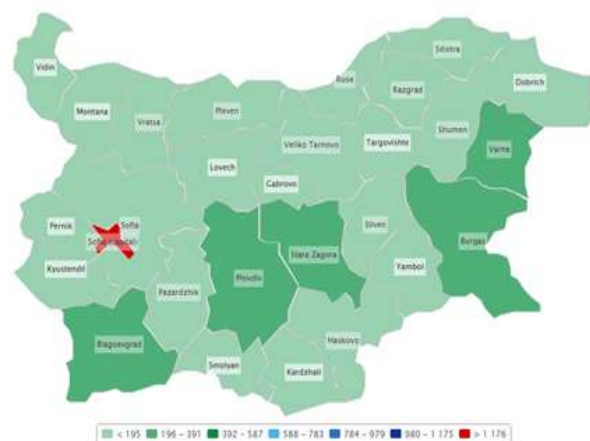 Silistra
Vidin
Ruse
Dobrich
Razgrad
Montana
Pleven
Vratsa
Shumen
Veliko Tarnovo
Targovishte
Varna
Lovech
Gabrovo
Pernik
Sofia
Sliven
Burgas
Stara Zagora
Kyustendil
Yambol
Plovdiv
Pazardzhik
Haskovo
Blagoevgrad
Smolyan
Kardzhali
< 195 196 - 391 392 - 587 588 - 783 784 - 979 980 - 1 175 > 1 176